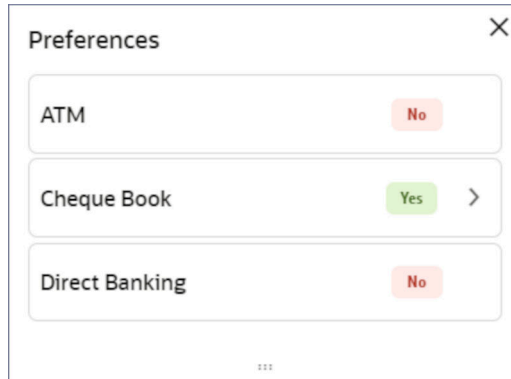 Preferences
ATM No
Cheque Book Yes
Direct Banking No